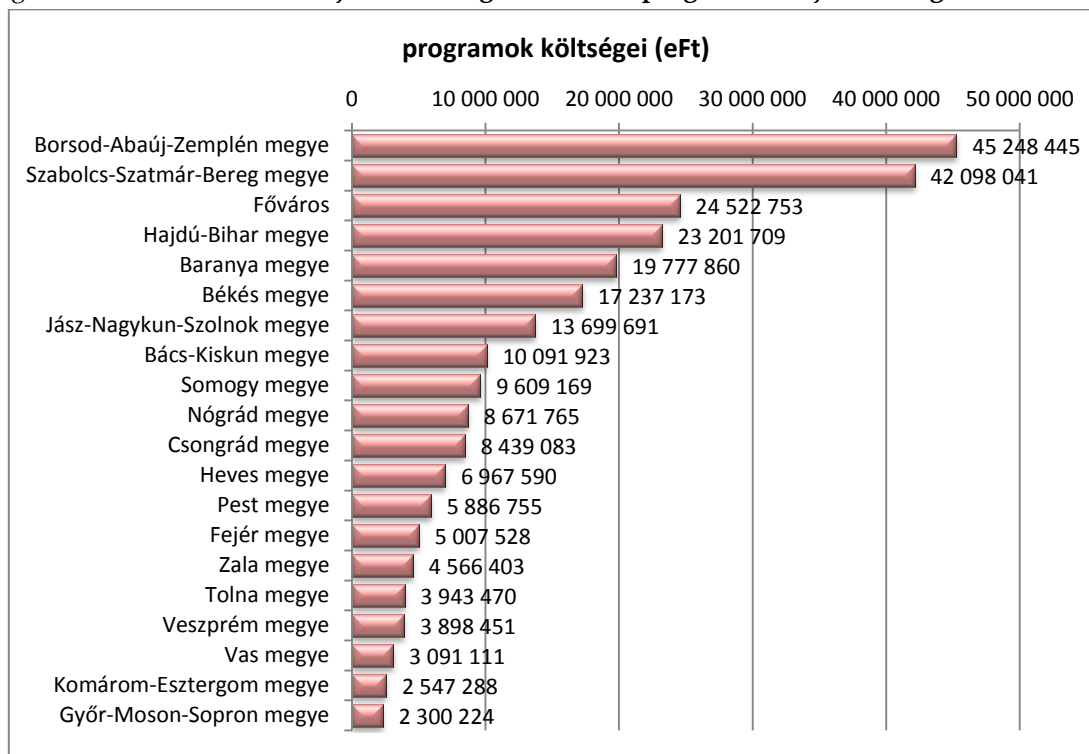 programok költségei (eFt)
0 10 000 000 20 000 000 30 000 000 40 000 000 50 000 000
Borsod-Abaúj-Zemplén megye 45 248 445
Szabolcs-Szatmár-Bereg megye 42 098 041
Főváros 24 522 753
Hajdú-Bihar megye 23 201 709
Baranya megye 19 777 860
Békés megye 17 237 173
Jász-Nagykun-Szolnok megye 13 699 691
Bács-Kiskun megye 10 091 923
Somogy megye 9 609 169
Nógrád megye 8 671 765
Csongrád megye 8 439 083
Heves megye 6 967 590
Pest megye 5 886 755
Fejér megye 5 007 528
Zala megye 4 566 403
Tolna megye 3 943 470
Veszprém megye 3 898 451
Vas megye 3 091 111
Komárom-Esztergom megye 2 547 288
Győr-Moson-Sopron megye 2 300 224